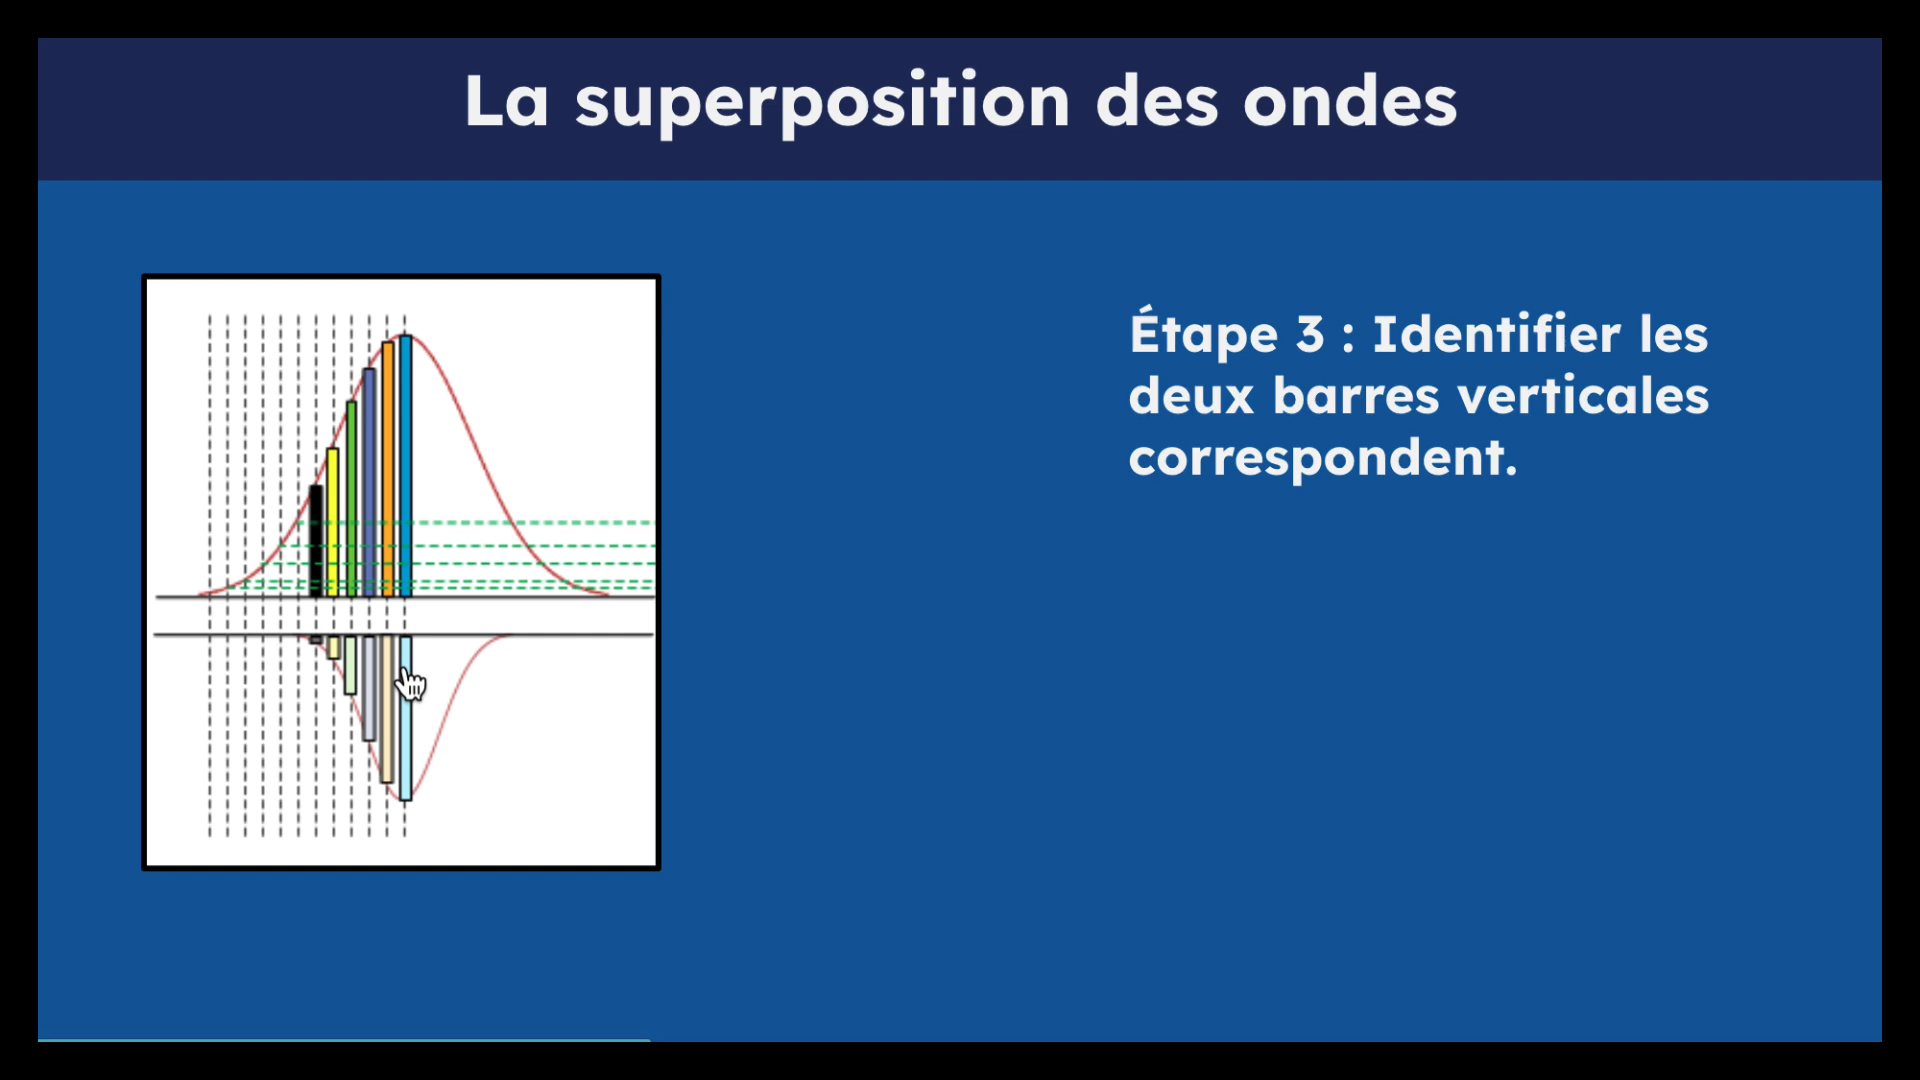 La superposition des ondes
Étape 3 : Identifier les
deux barres verticales
correspondent.